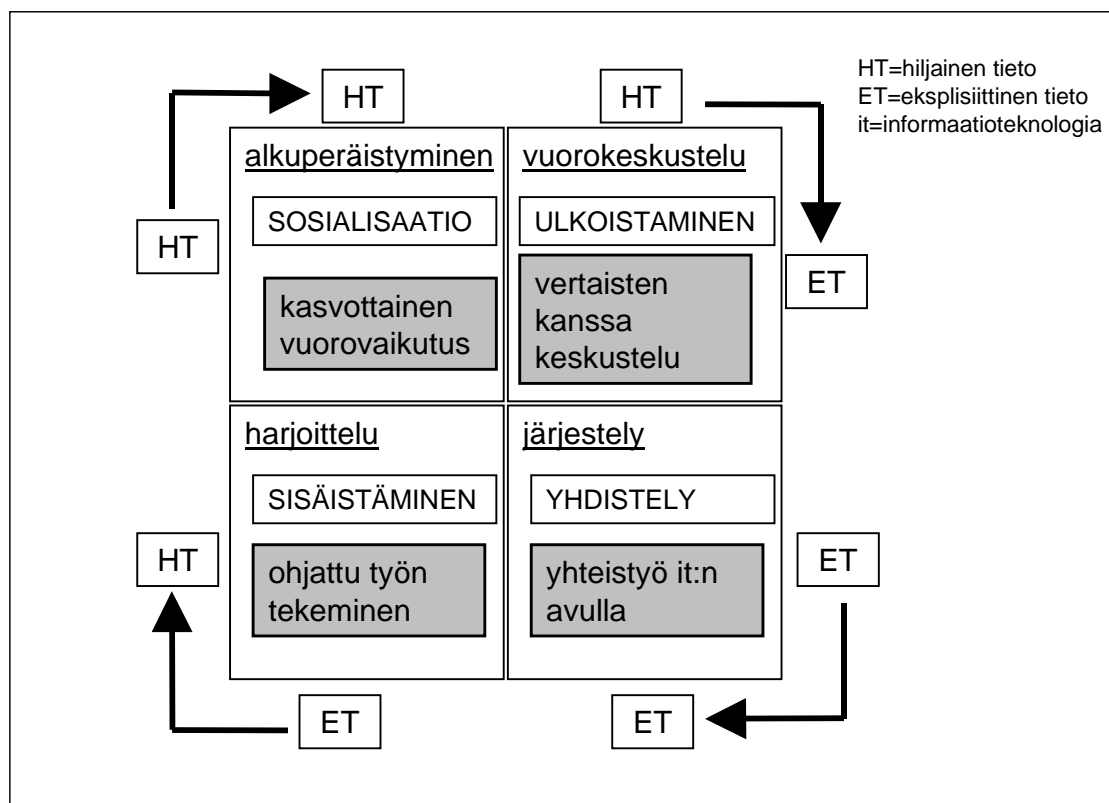 HT
HT
HT=hiljainen tieto
ET=eksplisiittinen tieto
it=informaatioteknologia
alkuperäistyminen
vuorokeskustelu
SOSIALISAATIO
ULKOISTAMINEN
HT
ET
kasvottainen
vuorovaikutus
vertaisten
kanssa
keskustelu
harjoittelu
järjestely
SISÄISTÄMINEN
YHDISTELY
HT
ET
ohjattu työn
tekeminen
yhteistyö it:n
avulla
ET
ET